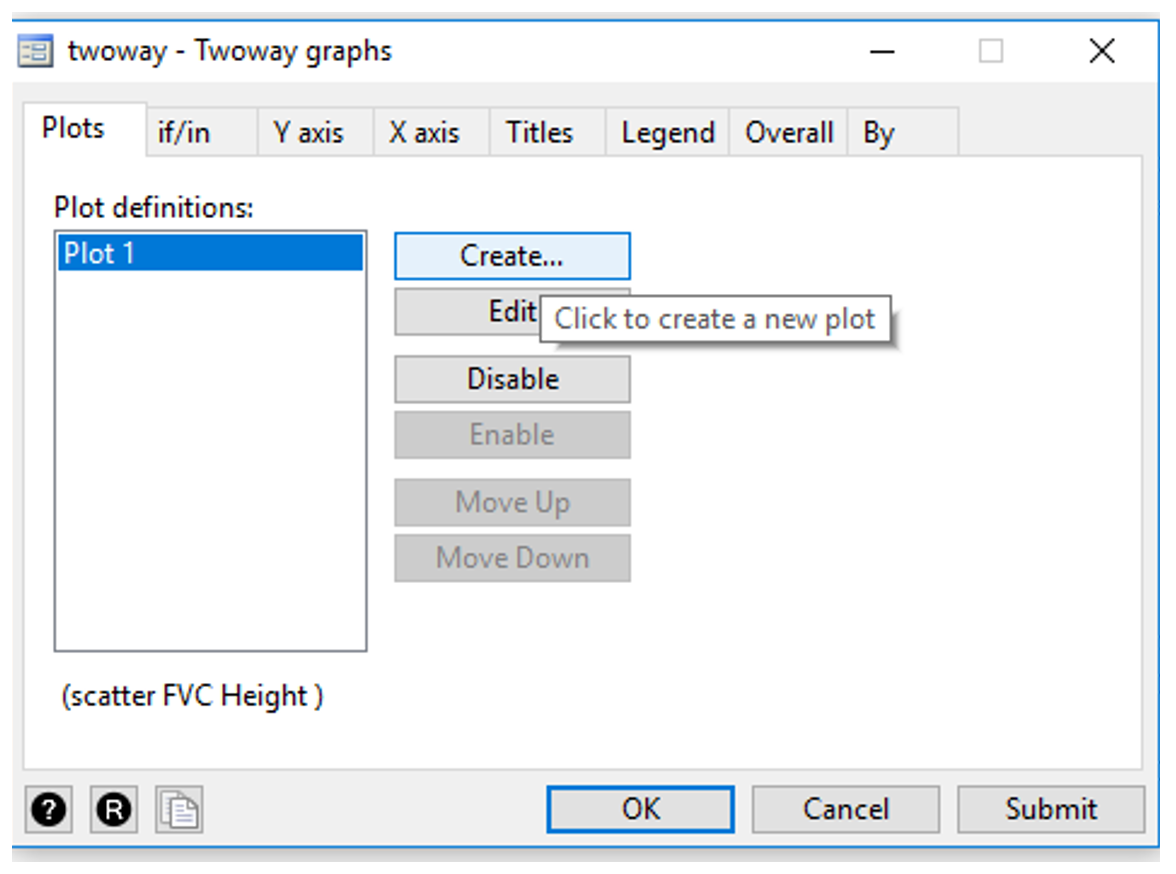 twoway - Twoway graphs
Plots if/in Y axis X axis Titles Legend Overall By
Plot definitions:
Plot 1
Create...
Edit
Click to create a new plot
Disable
Enable
Move Up
Move Down
(scatter FVC Height )
? R OK Cancel Submit